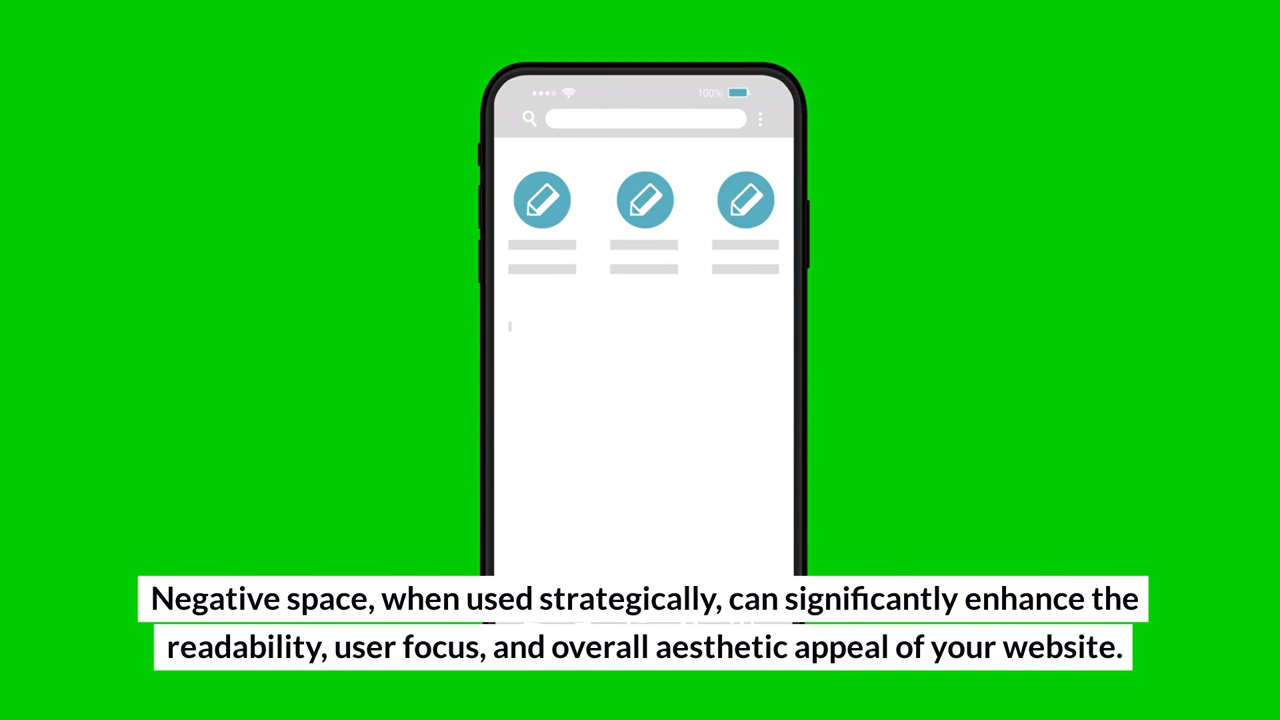 100%
Negative space, when used strategically, can significantly enhance the
readability, user focus, and overall aesthetic appeal of your website.